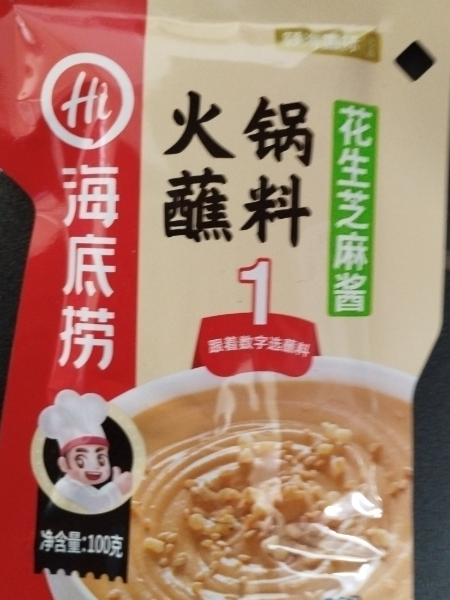 Hi
海底捞
火锅
蘸料
花生芝麻酱
1
跟着数字选蘸料
净含量:100克